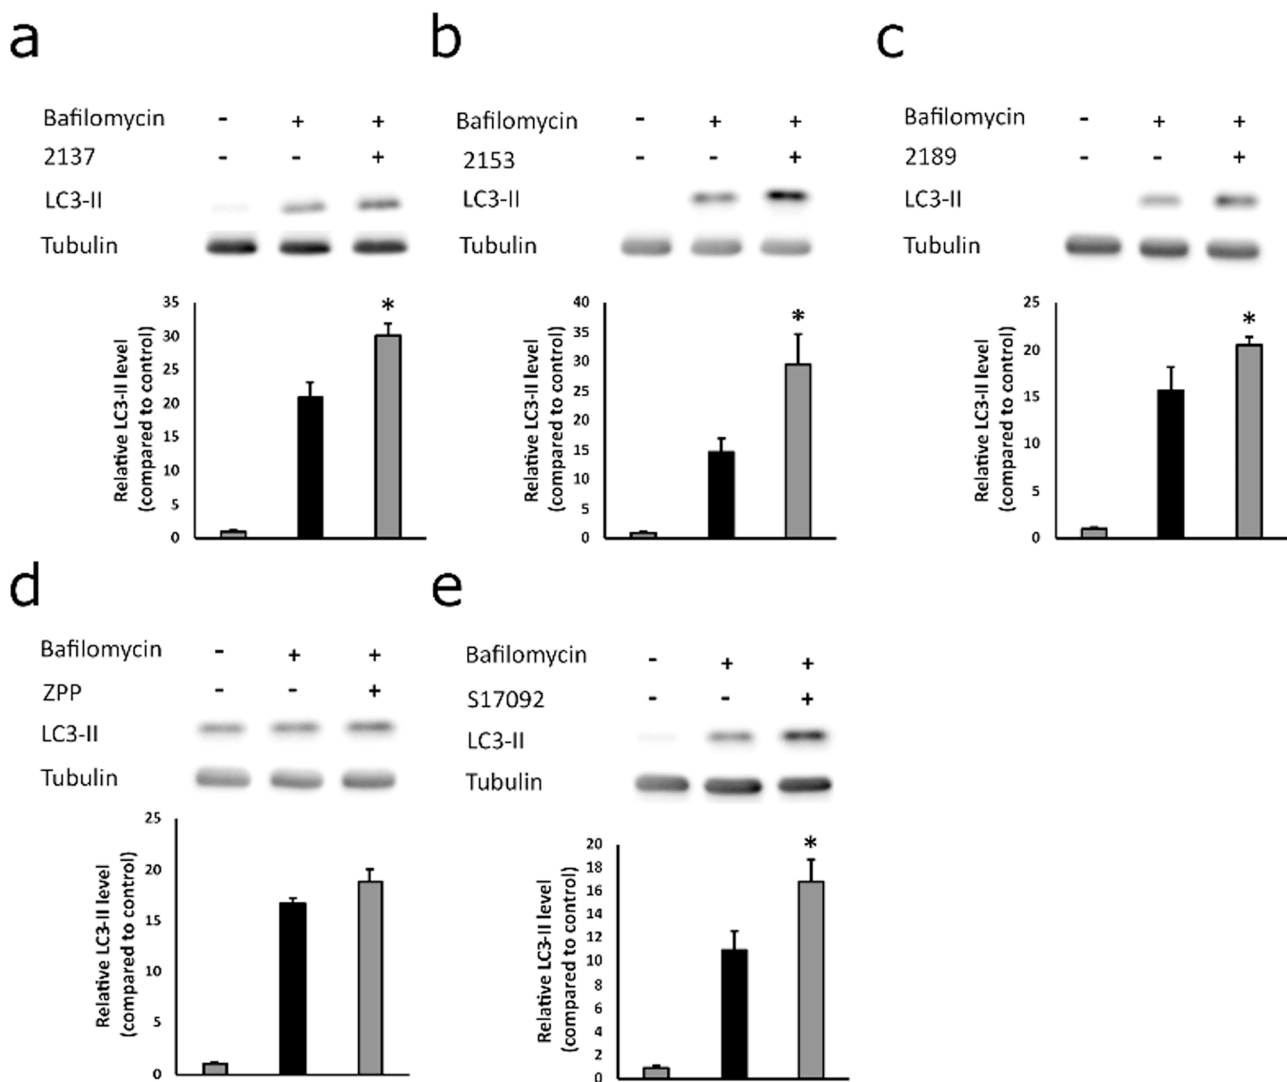 a
Bafilomycin - + +
2137 - - +
LC3-II
Tubulin
Relative LC3-II level
(compared to control)
35
30
25
20
15
10
5
0
*
b
Bafilomycin - + +
2153 - - +
LC3-II
Tubulin
Relative LC3-II level
(compared to control)
40
35
30
25
20
15
10
5
0
*
c
Bafilomycin - + +
2189 - - +
LC3-II
Tubulin
Relative LC3-II level
(compared to control)
25
20
15
10
5
0
*
d
Bafilomycin - + +
ZPP - - +
LC3-II
Tubulin
Relative LC3-II level
(compared to control)
25
20
15
10
5
0
e
Bafilomycin - + +
S17092 - - +
LC3-II
Tubulin
Relative LC3-II level
(compared to control)
20
18
16
14
12
10
8
6
4
2
0
*